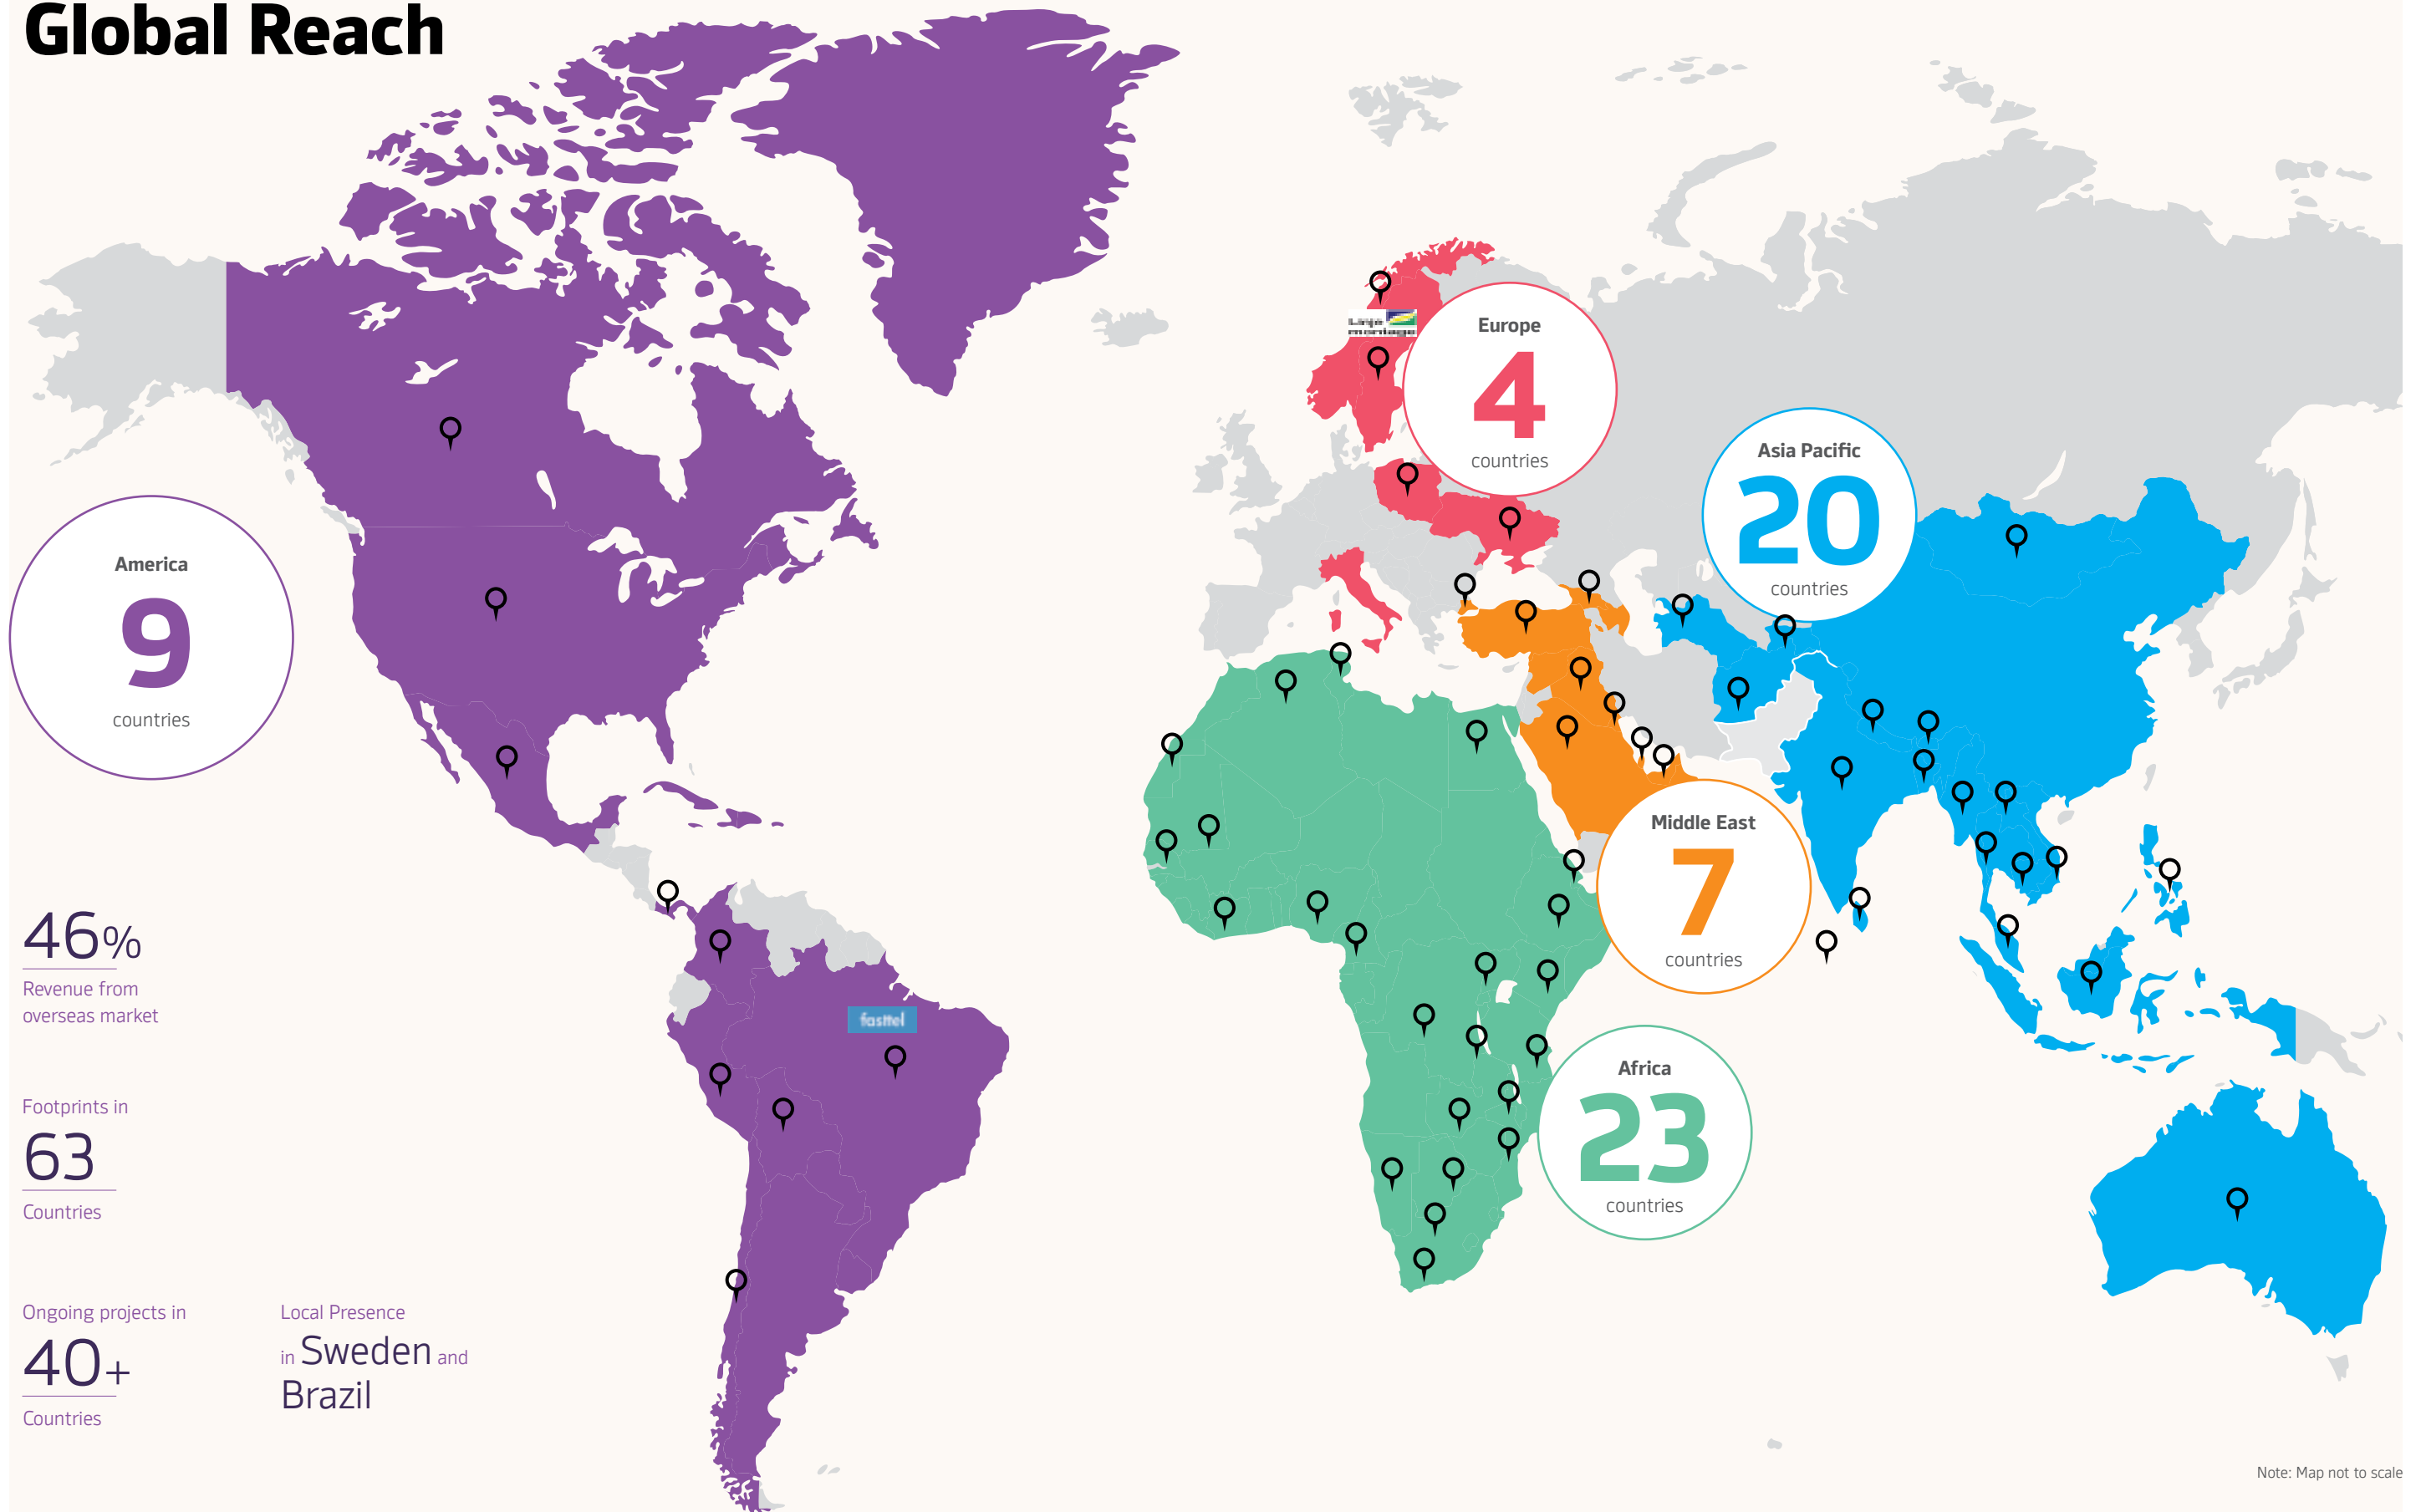 Global Reach
Europe
4
countries
Asia Pacific
20
countries
America
9
countries
Middle East
7
countries
46%
Revenue from
overseas market
fasttel
Africa
23
countries
Footprints in
63
Countries
Ongoing projects in
40+
Countries
Local Presence
in Sweden and
Brazil
Note: Map not to scale